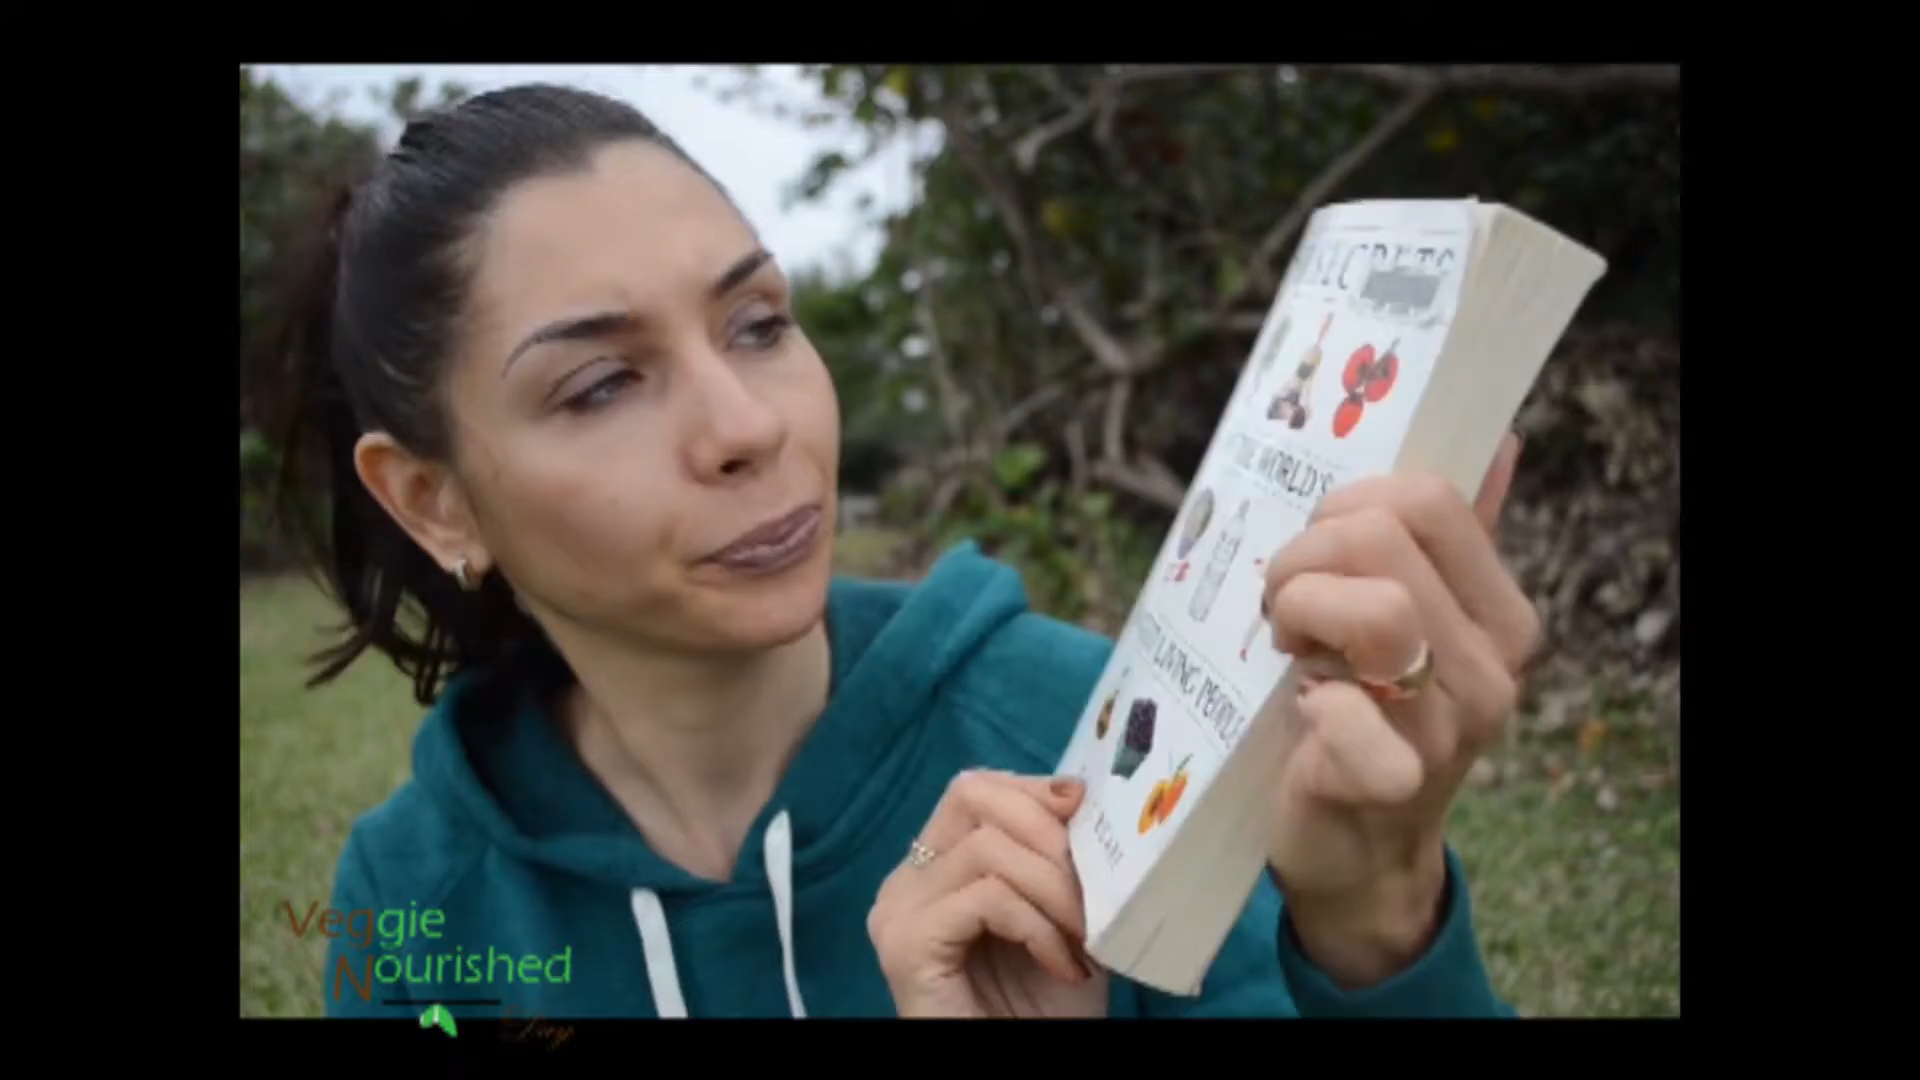 SECRETS
THE WORLD'S
LIVING PEOPLE
Veggie
Nourished